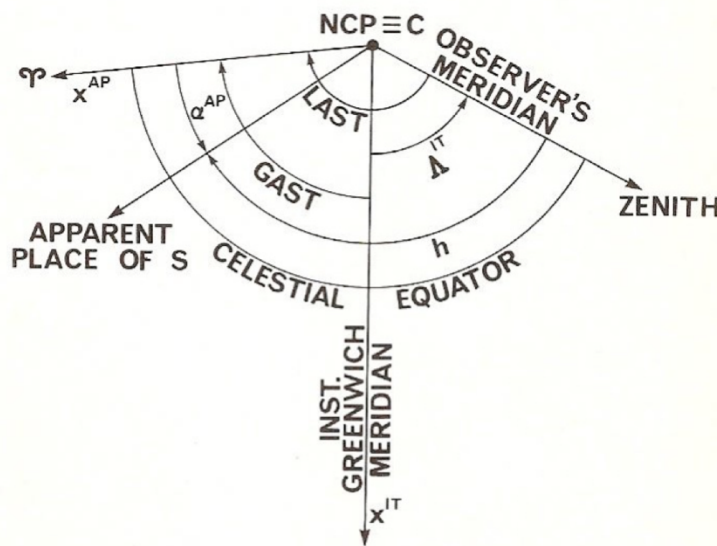 NCP≡C
OBSERVER'S
MERIDIAN
♈
x^AP
α^AP
LAST
Λ^IT
GAST
ZENITH
APPARENT
PLACE OF S
h
CELESTIAL EQUATOR
INST.
GREENWICH
MERIDIAN
x^IT